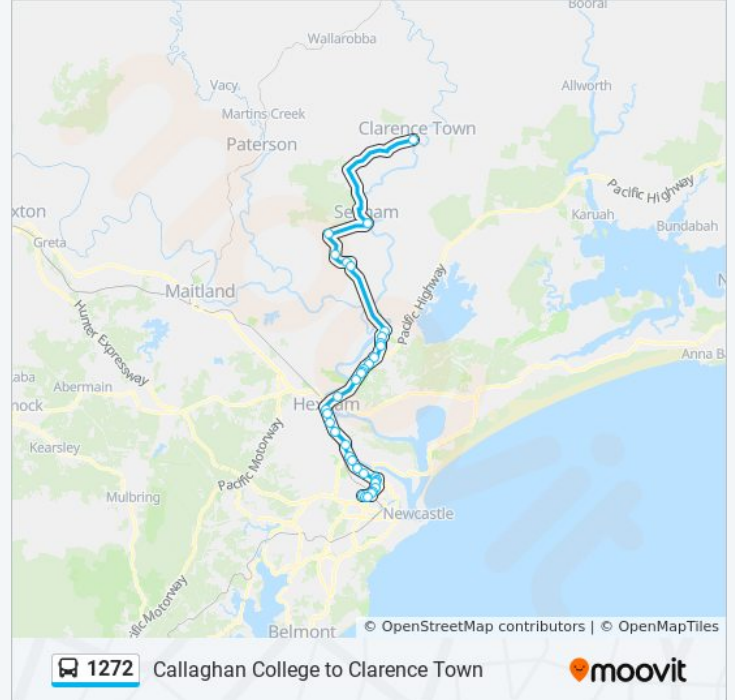 Booral
Wallarobba
Vacy
Allworth
Martins Creek
Clarence Town
Paterson
Pacific Highway
xton
Seaham
Karuah
Bundabah
Greta
Maitland
Pacific Highway
Hunter Expressway
Anna B
aba
Abermain
nock
Hexham
Kearsley
Pacific Motorway
Mulbring
Newcastle
ific Motorway
Belmont
© OpenStreetMap contributors | © OpenMapTiles
1272 Callaghan College to Clarence Town moovit